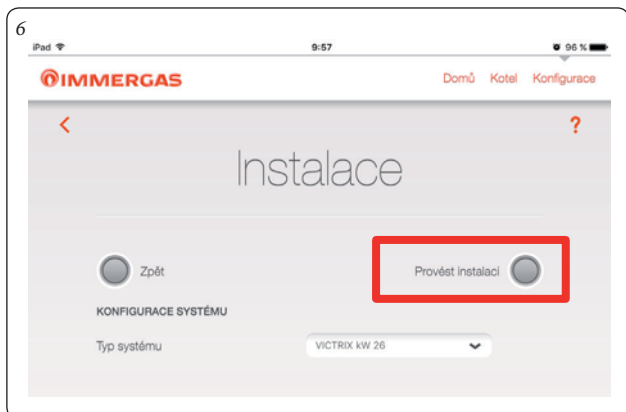 6
iPad 9:57 96 %
IMMERGAS Domů Kotel Konfigurace
< ?
Instalace
Zpět Provést instalaci
KONFIGURACE SYSTÉMU
Typ systému VICTRIX kW 26